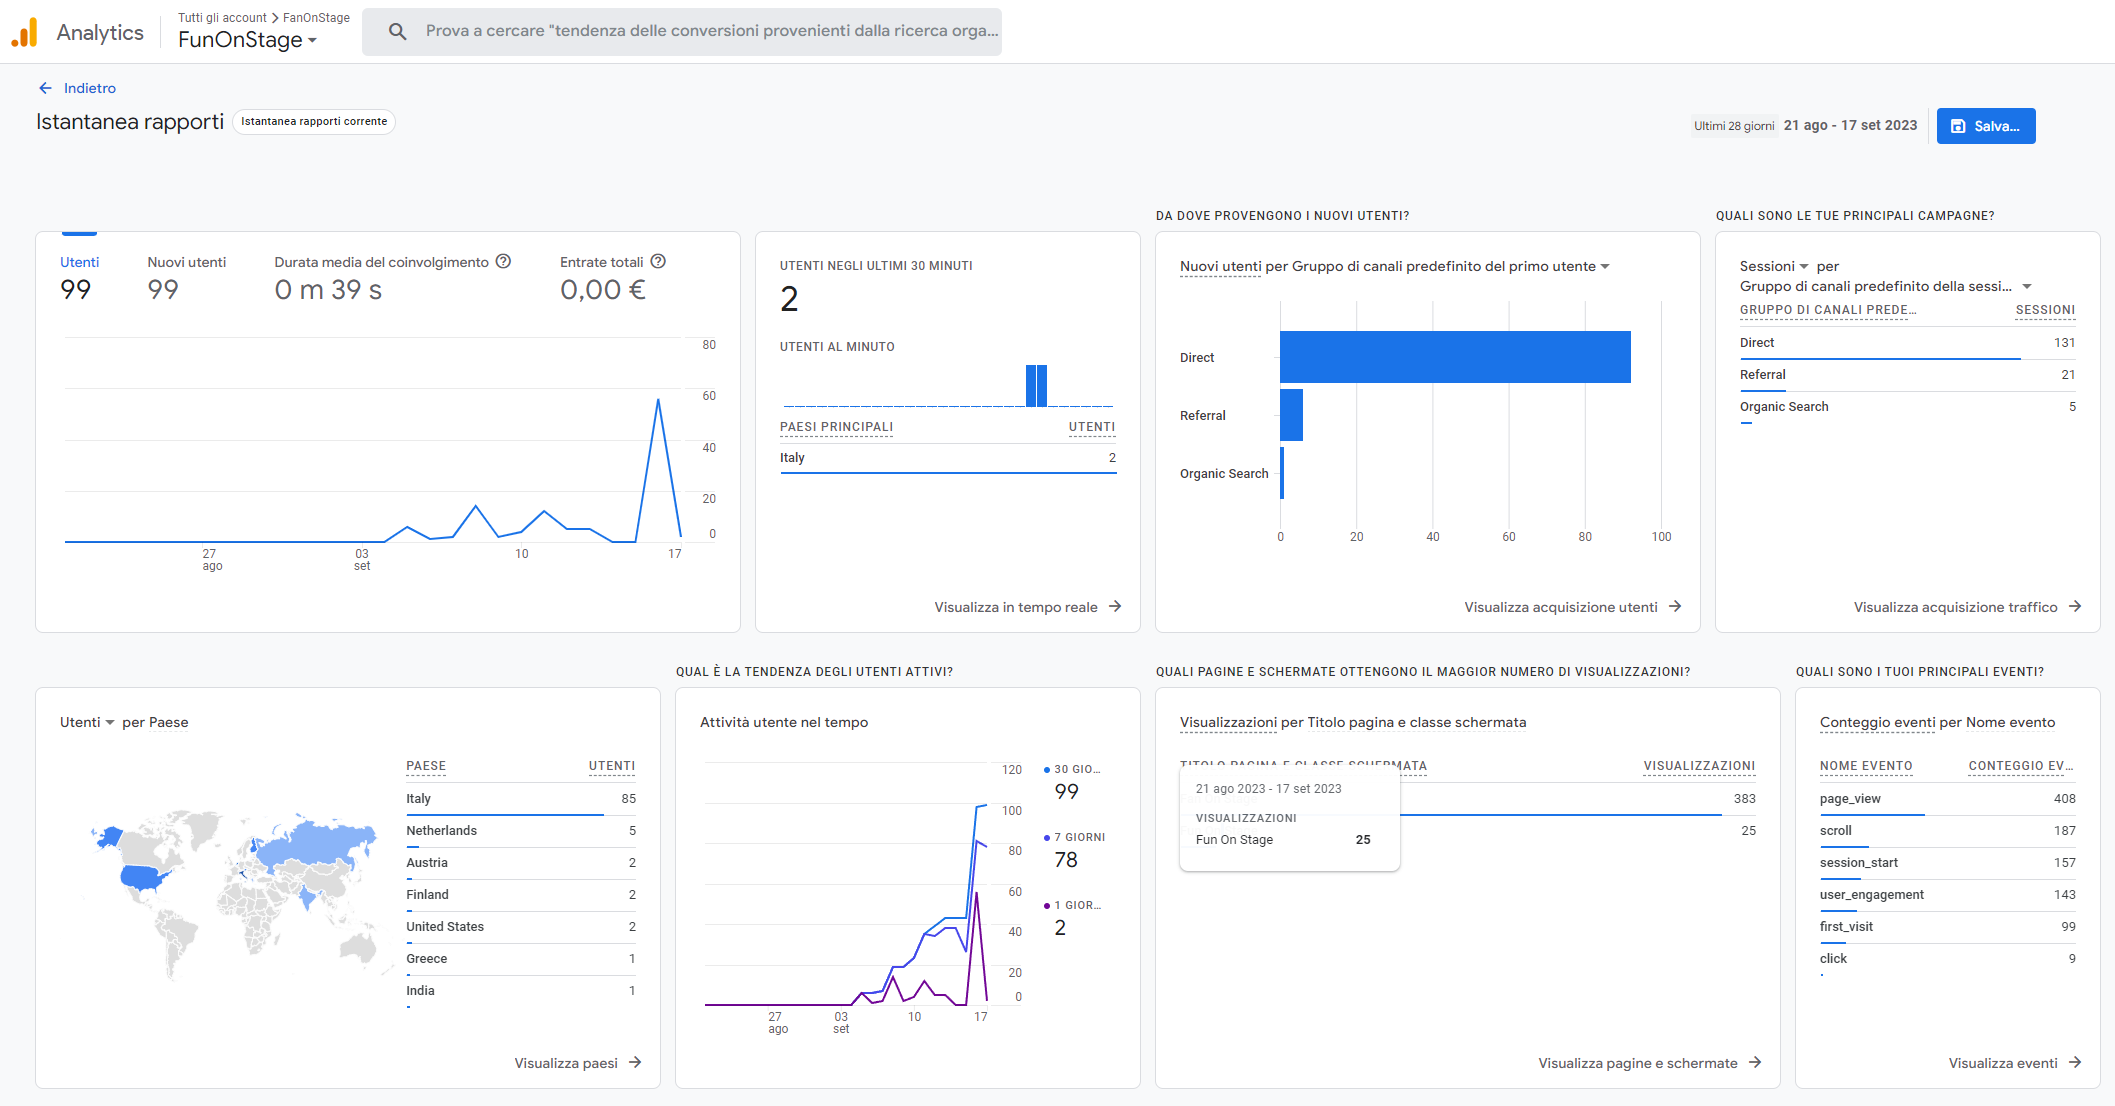 Analytics
Tutti gli account > FanOnStage
FunOnStage
Prova a cercare "tendenza delle conversioni provenienti dalla ricerca orga...
Indietro
Istantanea rapporti
Istantanea rapporti corrente
Ultimi 28 giorni
21 ago - 17 set 2023
Salva...
Utenti
99
Nuovi utenti
99
Durata media del coinvolgimento
0 m 39 s
Entrate totali
0,00 €
80
60
40
20
0
27
ago
03
set
10
17
UTENTI NEGLI ULTIMI 30 MINUTI
2
UTENTI AL MINUTO
PAESI PRINCIPALI UTENTI
Italy 2
Visualizza in tempo reale
DA DOVE PROVENGONO I NUOVI UTENTI?
Nuovi utenti per Gruppo di canali predefinito del primo utente
Direct
Referral
Organic Search
0 20 40 60 80 100
Visualizza acquisizione utenti
QUALI SONO LE TUE PRINCIPALI CAMPAGNE?
Sessioni per
Gruppo di canali predefinito della sessi...
GRUPPO DI CANALI PREDE... SESSIONI
Direct 131
Referral 21
Organic Search 5
Visualizza acquisizione traffico
Utenti per Paese
PAESE UTENTI
Italy 85
Netherlands 5
Austria 2
Finland 2
United States 2
Greece 1
India 1
Visualizza paesi
QUAL È LA TENDENZA DEGLI UTENTI ATTIVI?
Attività utente nel tempo
120
100
80
60
40
20
0
27
ago
03
set
10
17
30 GIO...
99
7 GIORNI
78
1 GIOR...
2
QUALI PAGINE E SCHERMATE OTTENGONO IL MAGGIOR NUMERO DI VISUALIZZAZIONI?
Visualizzazioni per Titolo pagina e classe schermata
TITOLO PAGINA E CLASSE SCHERMATA VISUALIZZAZIONI
383
25
21 ago 2023 - 17 set 2023
VISUALIZZAZIONI
Fun On Stage 25
Visualizza pagine e schermate
QUALI SONO I TUOI PRINCIPALI EVENTI?
Conteggio eventi per Nome evento
NOME EVENTO CONTEGGIO EV...
page_view 408
scroll 187
session_start 157
user_engagement 143
first_visit 99
click 9
Visualizza eventi